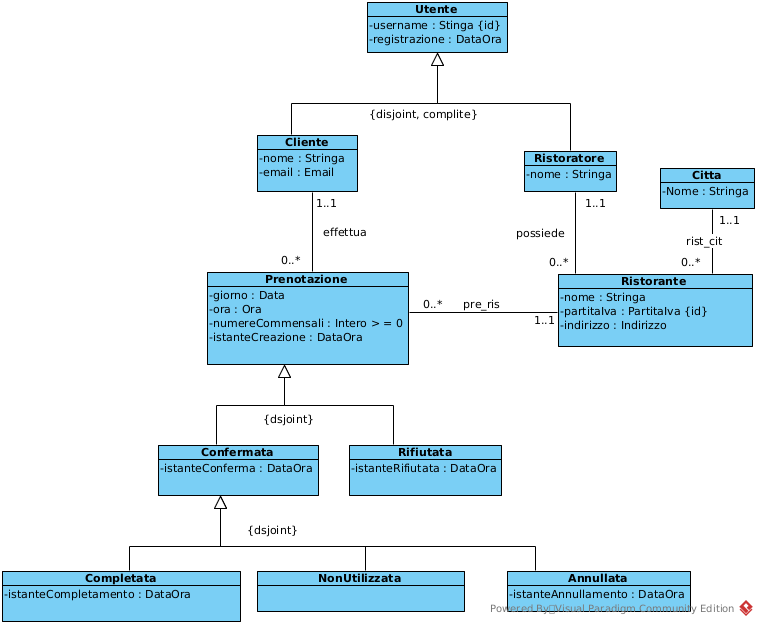 Utente
-username : Stinga {id}
-registrazione : DataOra
{disjoint, complite}
Cliente
-nome : Stringa
-email : Email
Ristoratore
-nome : Stringa
Citta
-Nome : Stringa
1..1
1..1
1..1
effettua
possiede
rist_cit
0..*
0..*
0..*
Prenotazione
-giorno : Data
-ora : Ora
-numereCommensali : Intero > = 0
-istanteCreazione : DataOra
0..*
pre_ris
1..1
Ristorante
-nome : Stringa
-partitaIva : PartitaIva {id}
-indirizzo : Indirizzo
{dsjoint}
Confermata
-istanteConferma : DataOra
Rifiutata
-istanteRifiutata : DataOra
{dsjoint}
Completata
-istanteCompletamento : DataOra
NonUtilizzata
Annullata
-istanteAnnullamento : DataOra
Powered By Visual Paradigm Community Edition